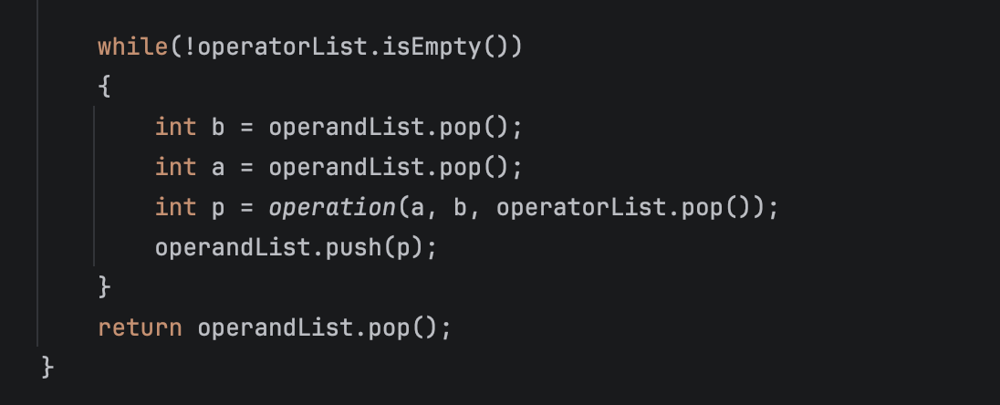 while(!operatorList.isEmpty())
{
int b = operandList.pop();
int a = operandList.pop();
int p = operation(a, b, operatorList.pop());
operandList.push(p);
}
return operandList.pop();
}